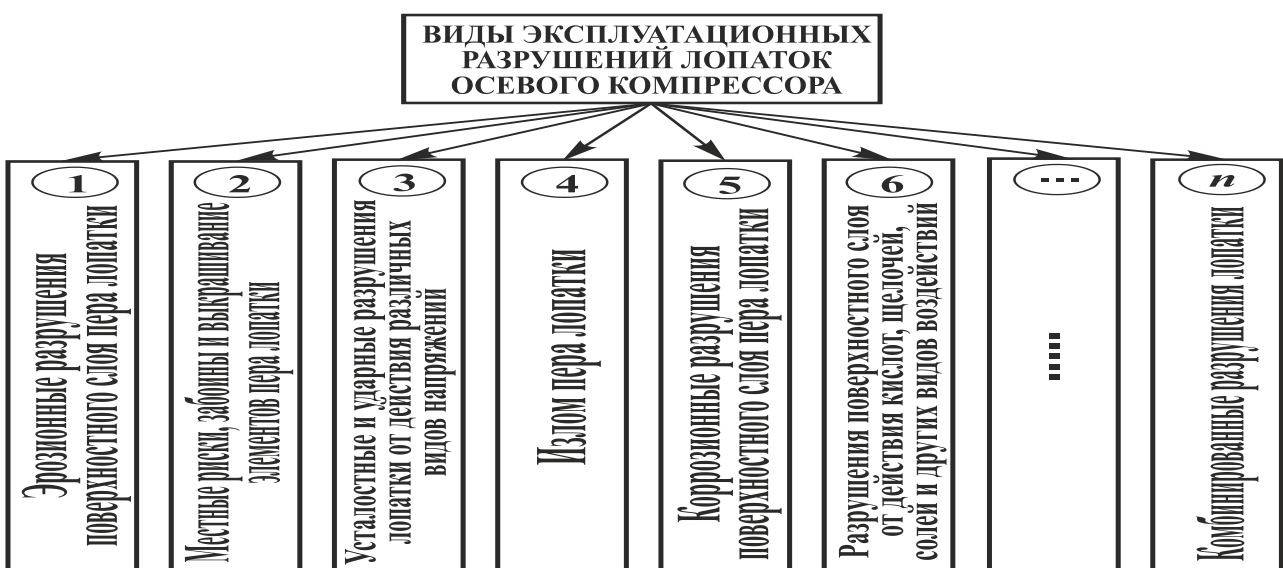 ВИДЫ ЭКСПЛУАТАЦИОННЫХ
РАЗРУШЕНИЙ ЛОПАТОК
ОСЕВОГО КОМПРЕССОРА
1
Эрозионные разрушения
поверхностного слоя пера лопатки
2
Местные риски, забоины и выкрашивание
элементов пера лопатки
3
Усталостные и ударные разрушения
лопатки от действия различных
видов напряжений
4
Излом пера лопатки
5
Коррозионные разрушения
поверхностного слоя пера лопатки
6
Разрушения поверхностного слоя
от действия кислот, щелочей,
солей и других видов воздействий
---
......
n
Комбинированные разрушения лопатки